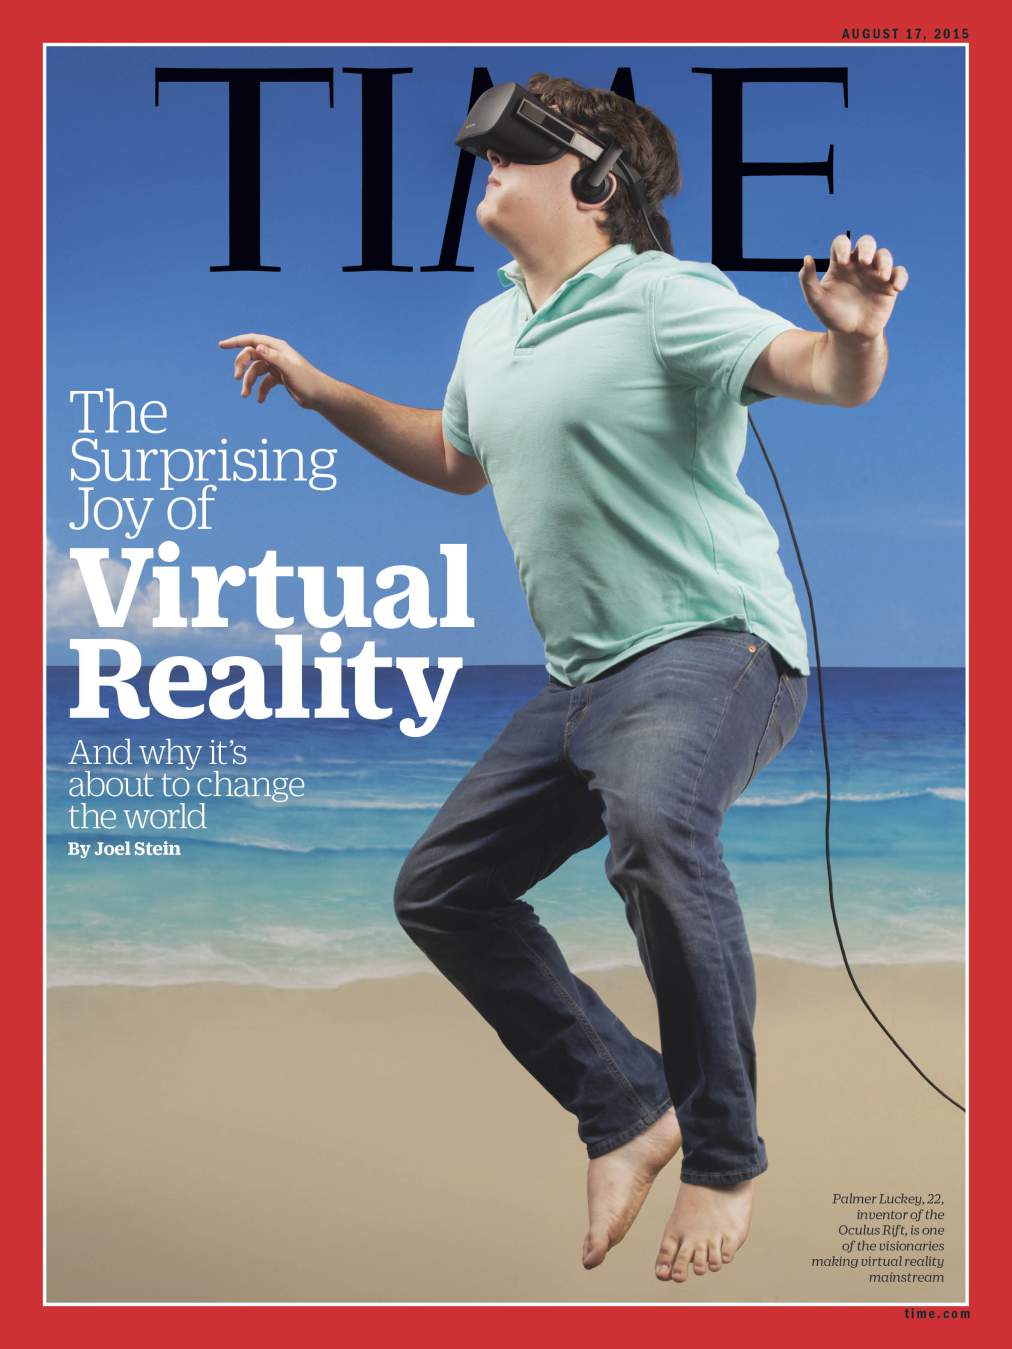 AUGUST 17, 2015
TIME
The
Surprising
Joy of
Virtual
Reality
And why it's
about to change
the world
By Joel Stein
Palmer Luckey, 22,
inventor of the
Oculus Rift, is one
of the visionaries
making virtual reality
mainstream
time.com